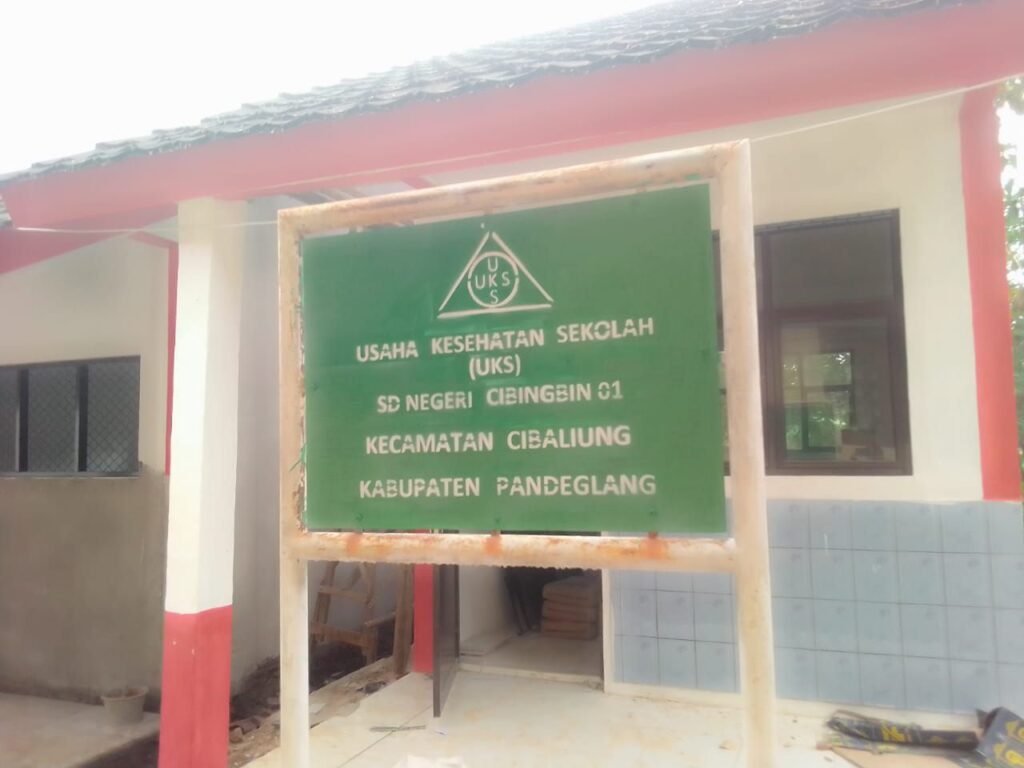 U
UKS
S
USAHA KESEHATAN SEKOLAH
(UKS)
SD NEGERI CIBINGBIN 01
KECAMATAN CIBALIUNG
KABUPATEN PANDEGLANG